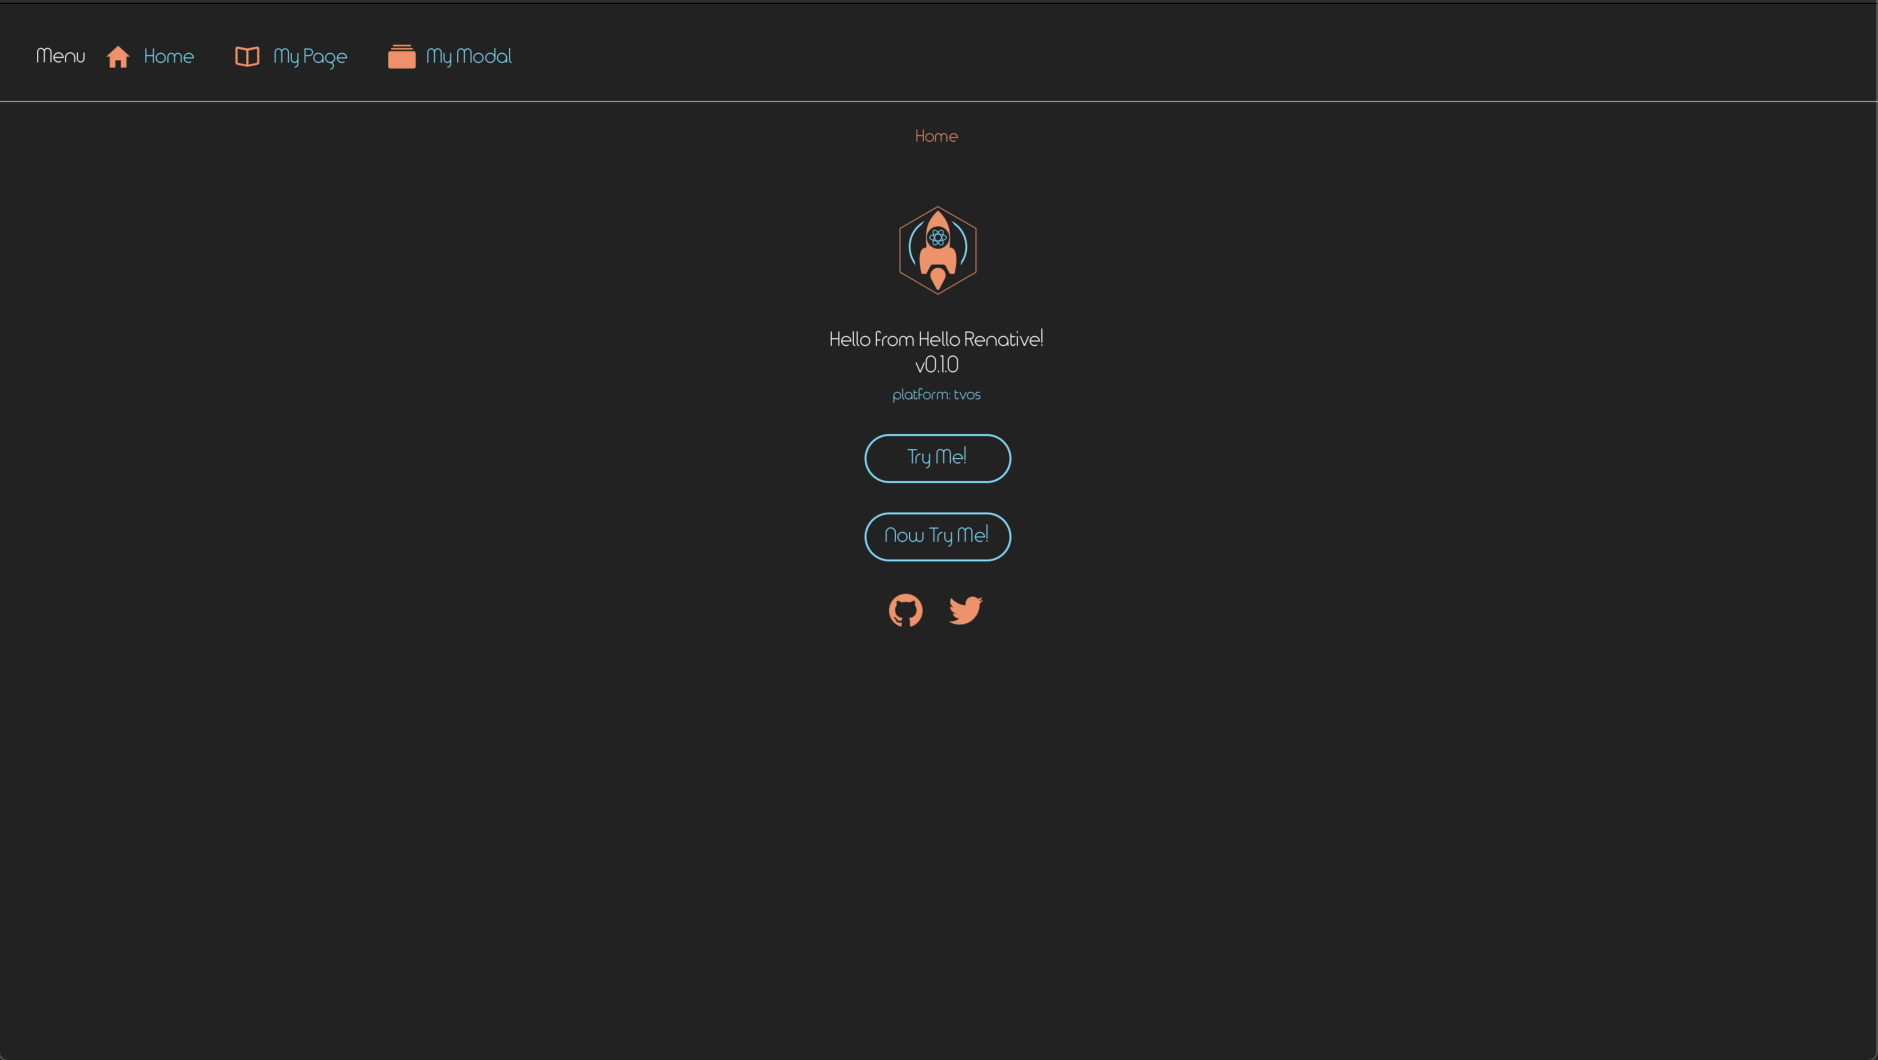 Menu Home My Page My Modal
Home
Hello from Hello Renative!
v0.1.0
platform: tvos
Try Me!
Now Try Me!